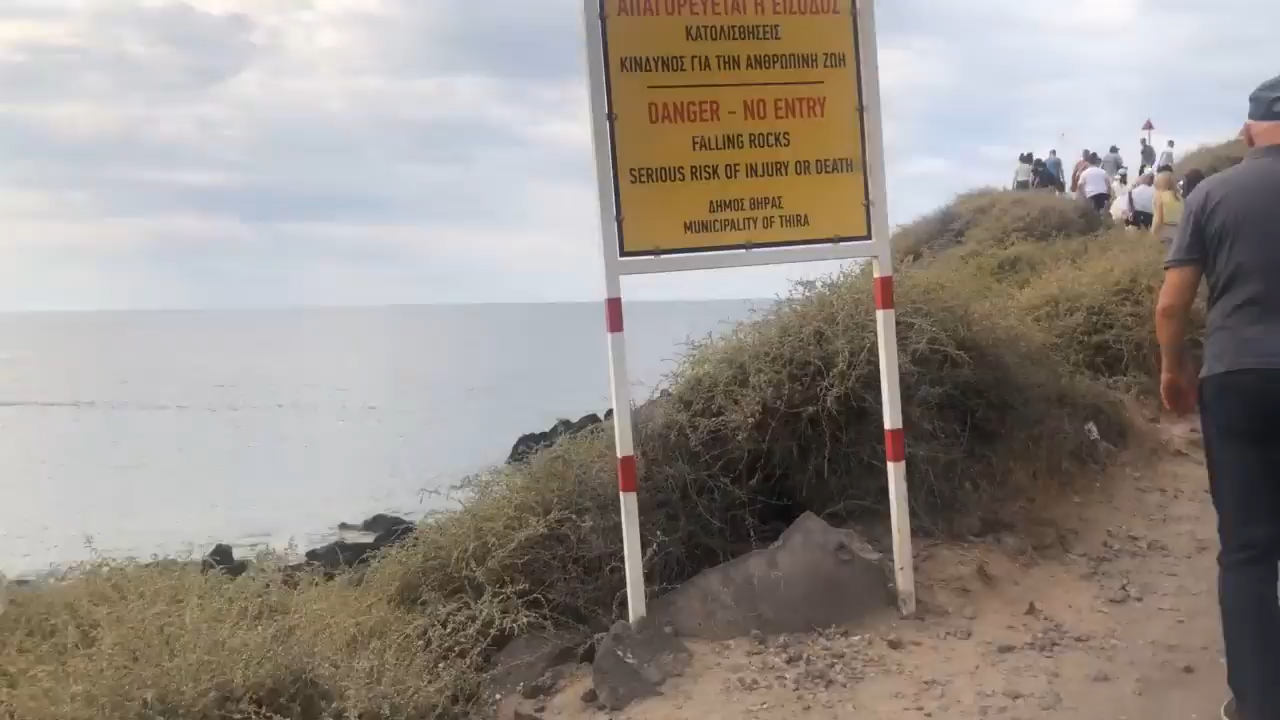 ΑΠΑΓΟΡΕΥΕΤΑΙ Η ΕΙΣΟΔΟΣ
ΚΑΤΟΛΙΣΘΗΣΕΙΣ
ΚΙΝΔΥΝΟΣ ΓΙΑ ΤΗΝ ΑΝΘΡΩΠΙΝΗ ΖΩΗ
DANGER - NO ENTRY
FALLING ROCKS
SERIOUS RISK OF INJURY OR DEATH
ΔΗΜΟΣ ΘΗΡΑΣ
MUNICIPALITY OF THIRA